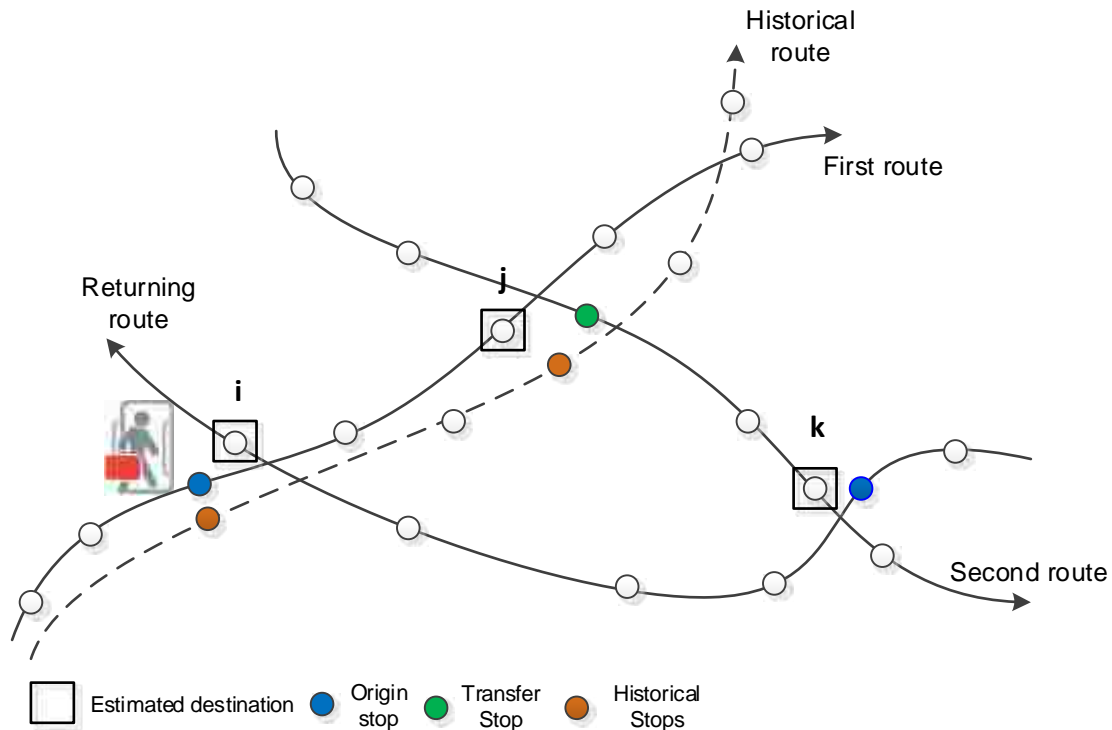 Historical
route
First route
j
Returning
route
i
k
Second route
Estimated destination
Origin
stop
Transfer
Stop
Historical
Stops